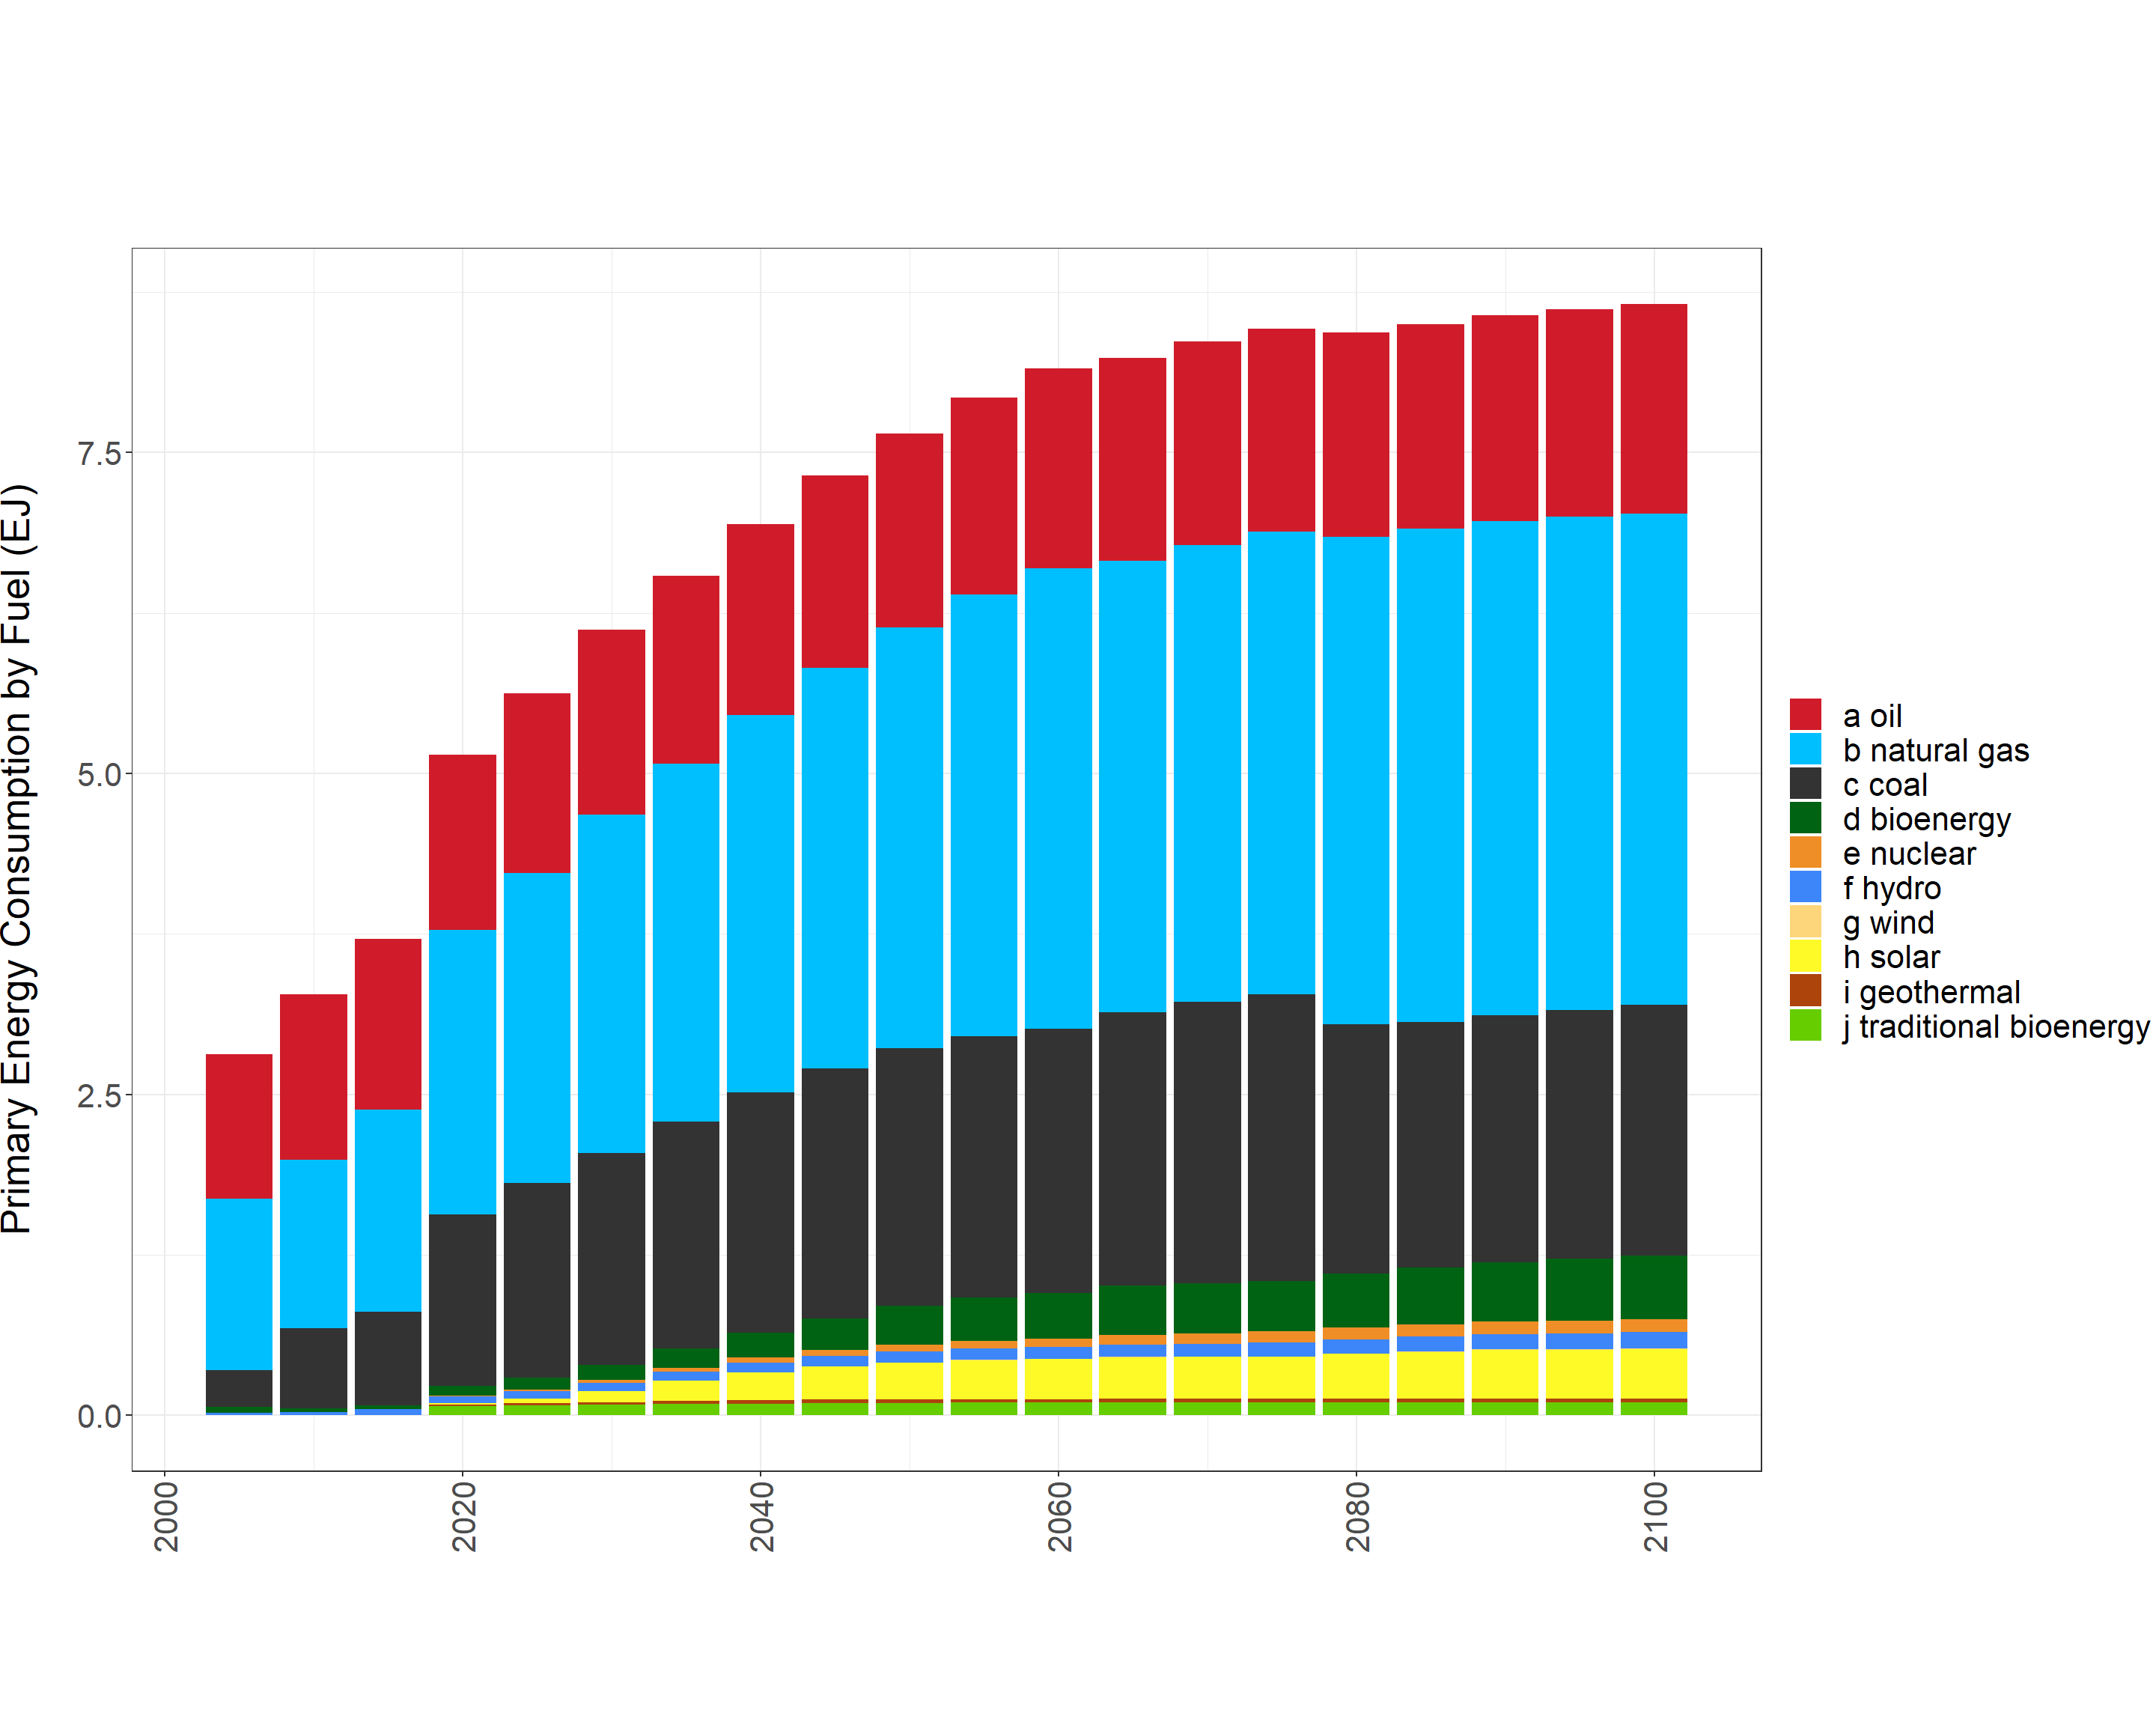 Primary Energy Consumption by Fuel (EJ)
7.5
5.0
2.5
0.0
2000
2020
2040
2060
2080
2100
a oil
b natural gas
c coal
d bioenergy
e nuclear
f hydro
g wind
h solar
i geothermal
j traditional bioenergy